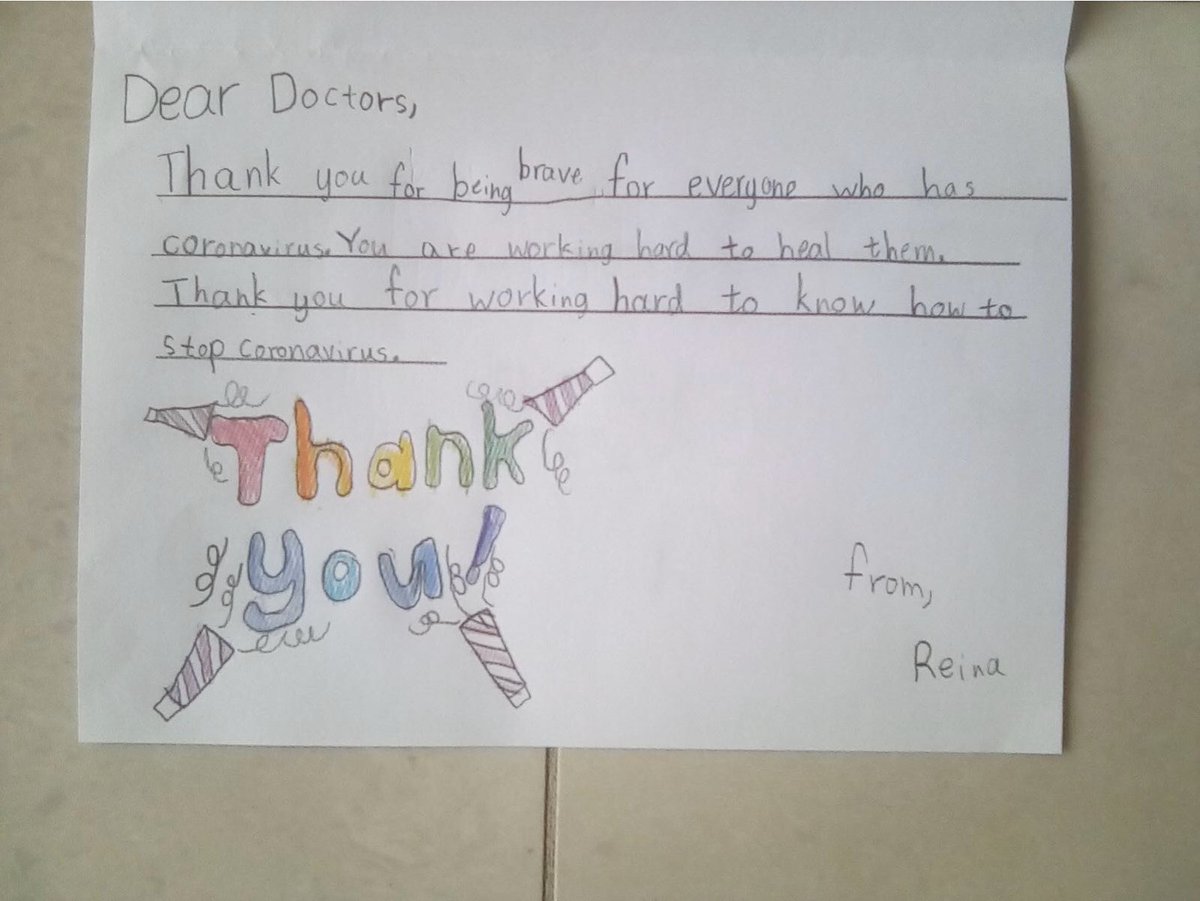 Dear Doctors,
Thank you for being brave for everyone who has
coronavirus. You are working hard to heal them.
Thank you for working hard to know how to
stop coronavirus.
Thank
you!
from,
Reina